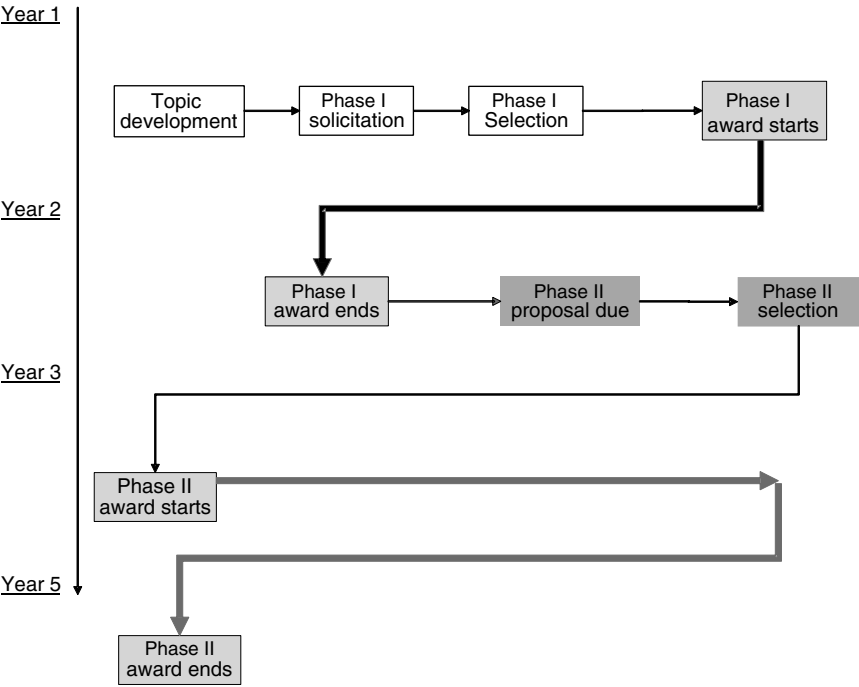 Year 1
Topic
development
Phase I
solicitation
Phase I
Selection
Phase I
award starts
Year 2
Phase I
award ends
Phase II
proposal due
Phase II
selection
Year 3
Phase II
award starts
Year 5
Phase II
award ends